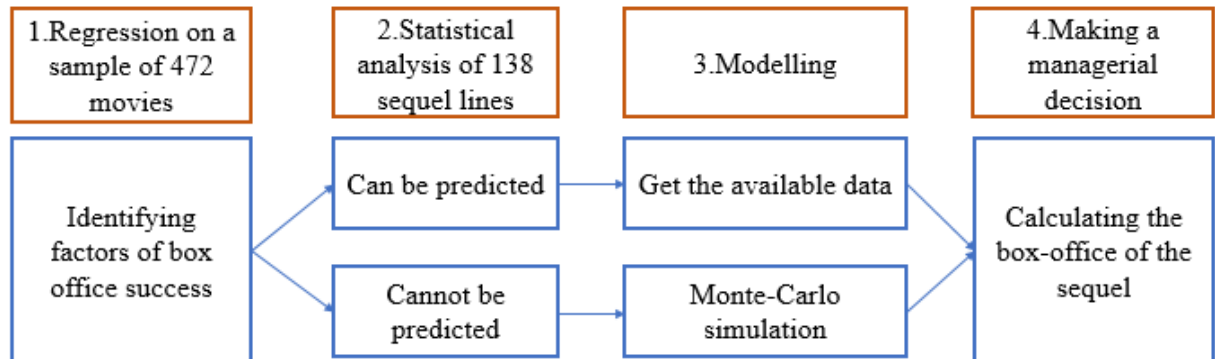 1.Regression on a
sample of 472
movies
2.Statistical
analysis of 138
sequel lines
3.Modelling
4.Making a
managerial
decision
Identifying
factors of box
office success
Can be predicted
Get the available data
Cannot be
predicted
Monte-Carlo
simulation
Calculating the
box-office of the
sequel